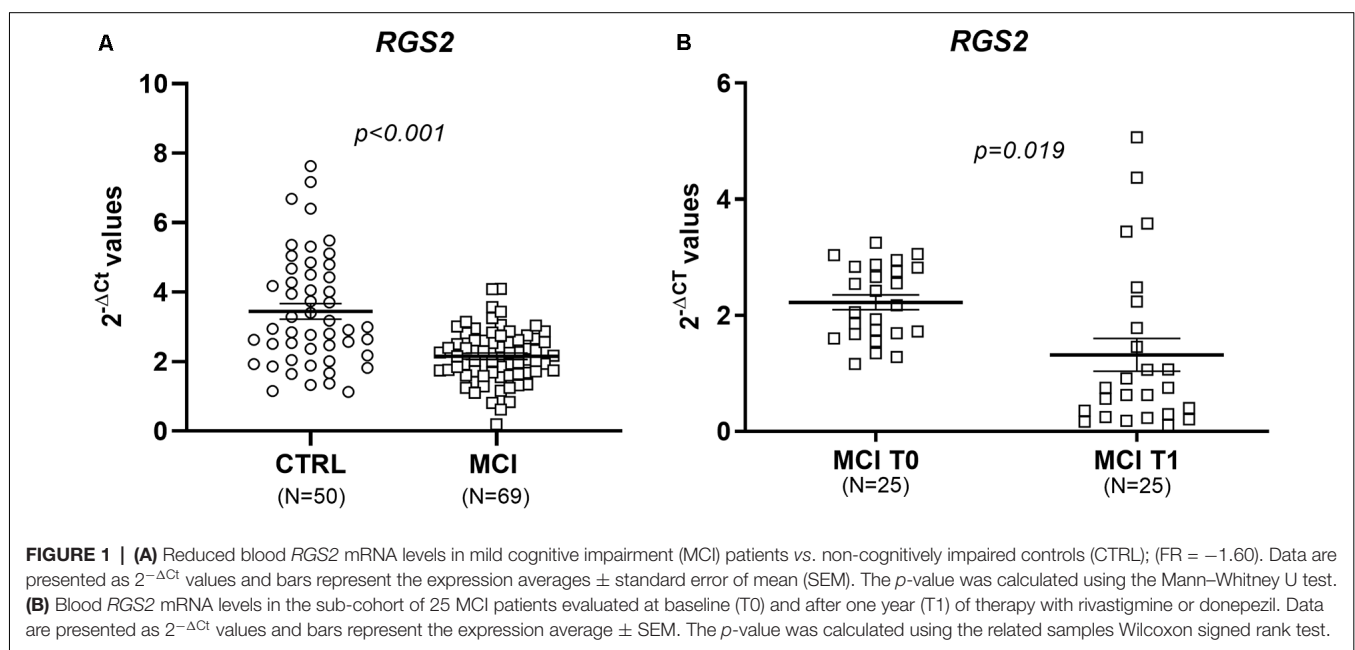 A
RGS2
10
8
6
4
2
0
2^-ΔCt values
p<0.001
CTRL
(N=50)
MCI
(N=69)
B
RGS2
6
4
2
0
2^-ΔCT values
p=0.019
MCI T0
(N=25)
MCI T1
(N=25)
FIGURE 1 | (A) Reduced blood RGS2 mRNA levels in mild cognitive impairment (MCI) patients vs. non-cognitively impaired controls (CTRL); (FR = −1.60). Data are
presented as 2^−ΔCt values and bars represent the expression averages ± standard error of mean (SEM). The p-value was calculated using the Mann–Whitney U test.
(B) Blood RGS2 mRNA levels in the sub-cohort of 25 MCI patients evaluated at baseline (T0) and after one year (T1) of therapy with rivastigmine or donepezil. Data
are presented as 2^−ΔCt values and bars represent the expression average ± SEM. The p-value was calculated using the related samples Wilcoxon signed rank test.